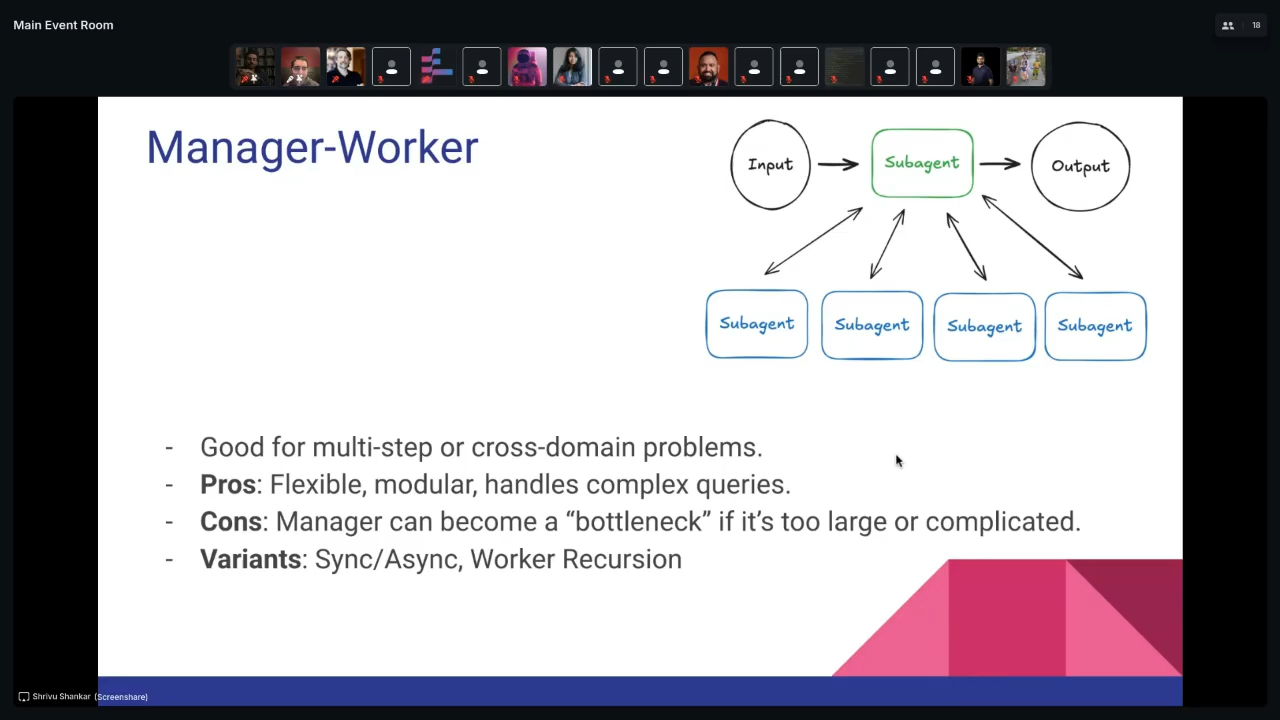 Main Event Room
18
Manager-Worker
Input
Subagent
Output
Subagent
Subagent
Subagent
Subagent
- Good for multi-step or cross-domain problems.
- Pros: Flexible, modular, handles complex queries.
- Cons: Manager can become a “bottleneck” if it’s too large or complicated.
- Variants: Sync/Async, Worker Recursion
Shrivu Shankar (Screenshare)